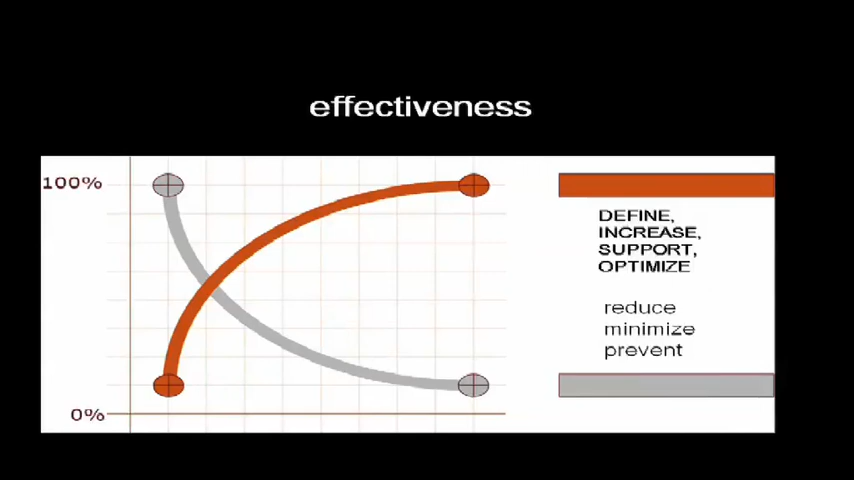 effectiveness
100%
DEFINE,
INCREASE,
SUPPORT,
OPTIMIZE
reduce
minimize
prevent
0%